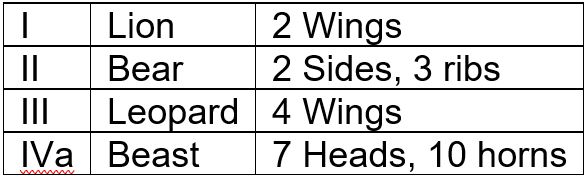 I Lion 2 Wings
II Bear 2 Sides, 3 ribs
III Leopard 4 Wings
IVa Beast 7 Heads, 10 horns